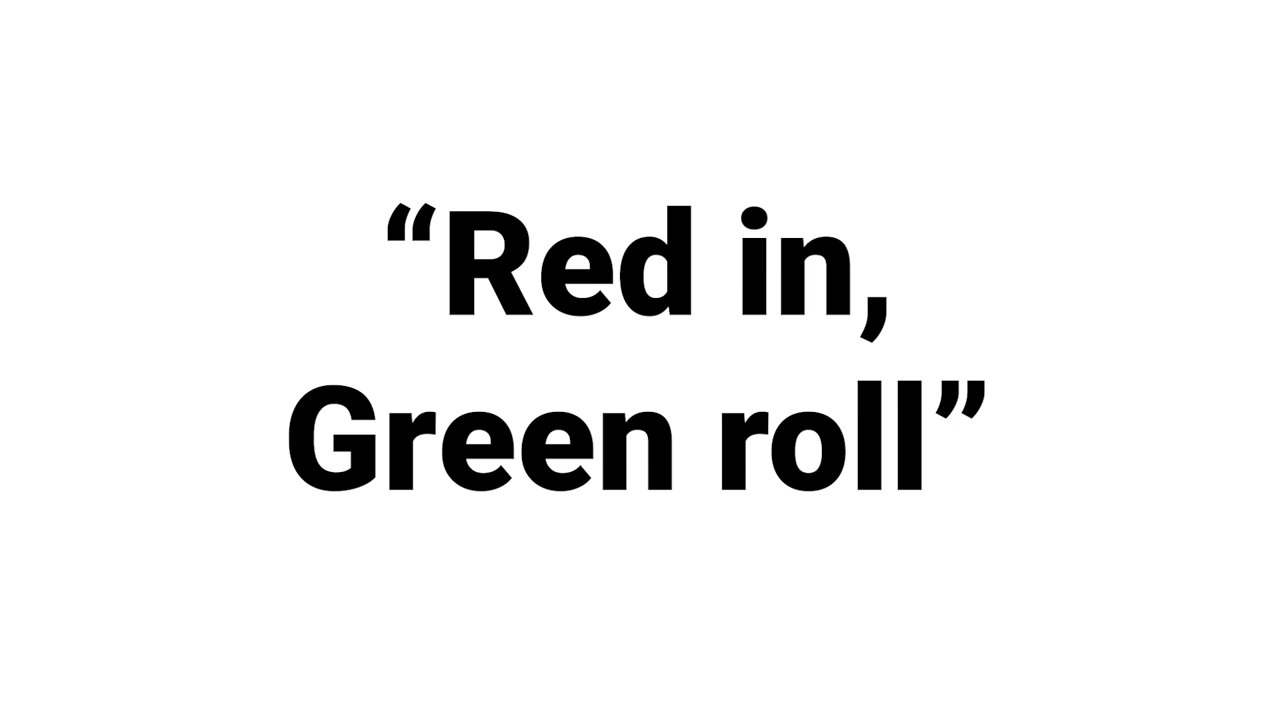 “Red in,
Green roll”